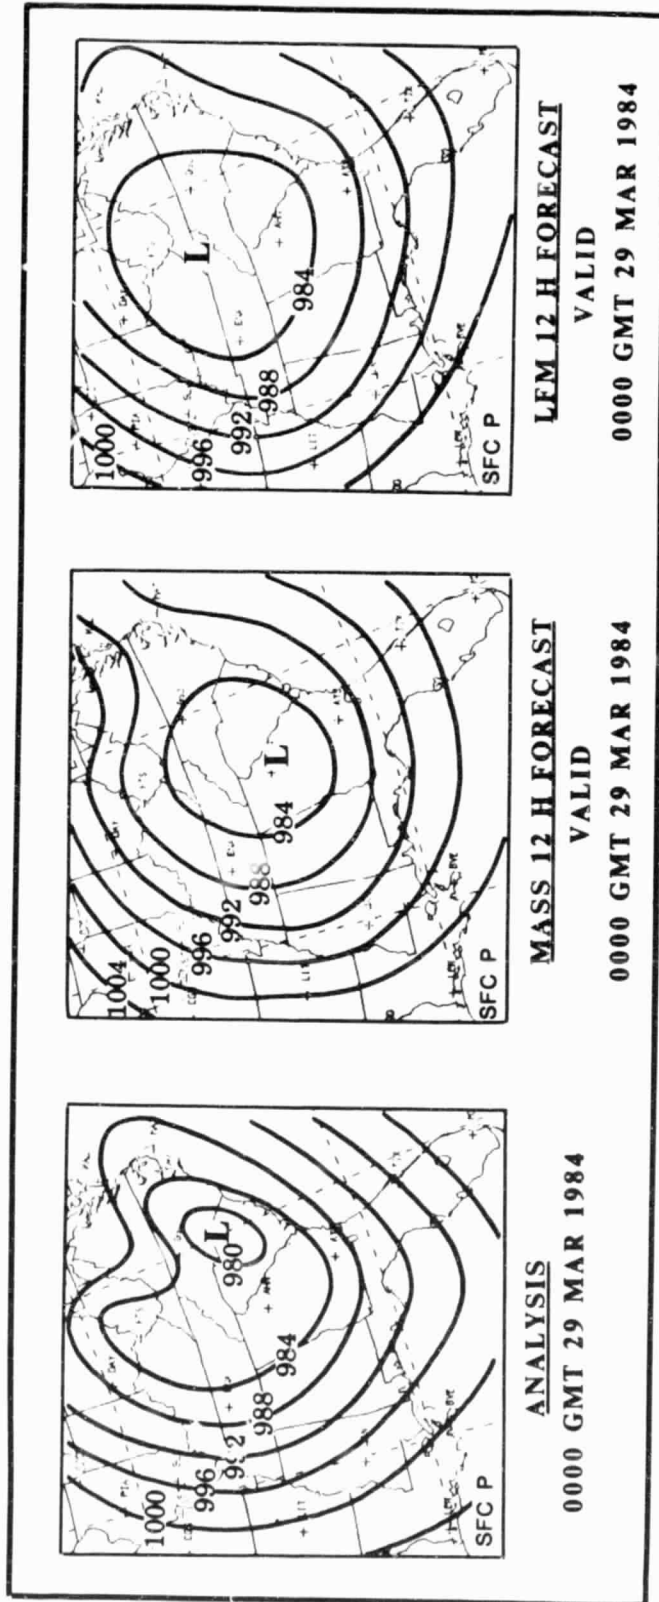 1000
996
992
988
984
980
L
SFC P
ANALYSIS
0000 GMT 29 MAR 1984
1004
1000
996
992
988
984
L
SFC P
MASS 12 H FORECAST
VALID
0000 GMT 29 MAR 1984
1000
996
992
988
984
L
SFC P
LFM 12 H FORECAST
VALID
0000 GMT 29 MAR 1984